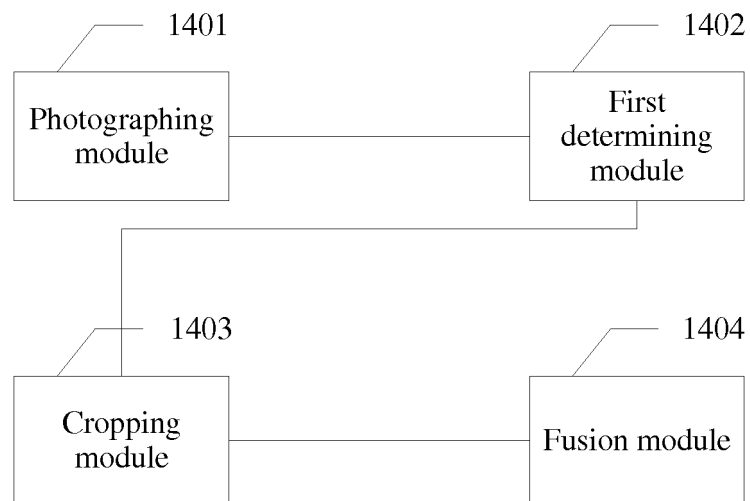 1401
1402
Photographing
module
First
determining
module
1403
1404
Cropping
module
Fusion module